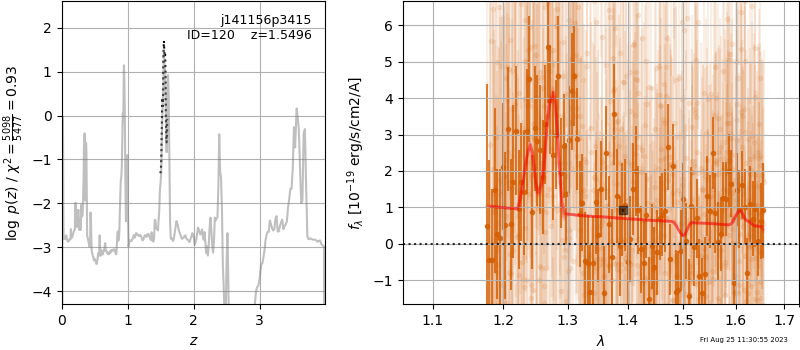 j141156p3415
ID=120 z=1.5496
log p(z) / χ² = 5098/5477 = 0.93
2
1
0
−1
−2
−3
−4
0 1 2 3
z
f_λ [10⁻¹⁹ erg/s/cm2/A]
6
5
4
3
2
1
0
−1
1.1 1.2 1.3 1.4 1.5 1.6 1.7
λ
Fri Aug 25 11:30:55 2023